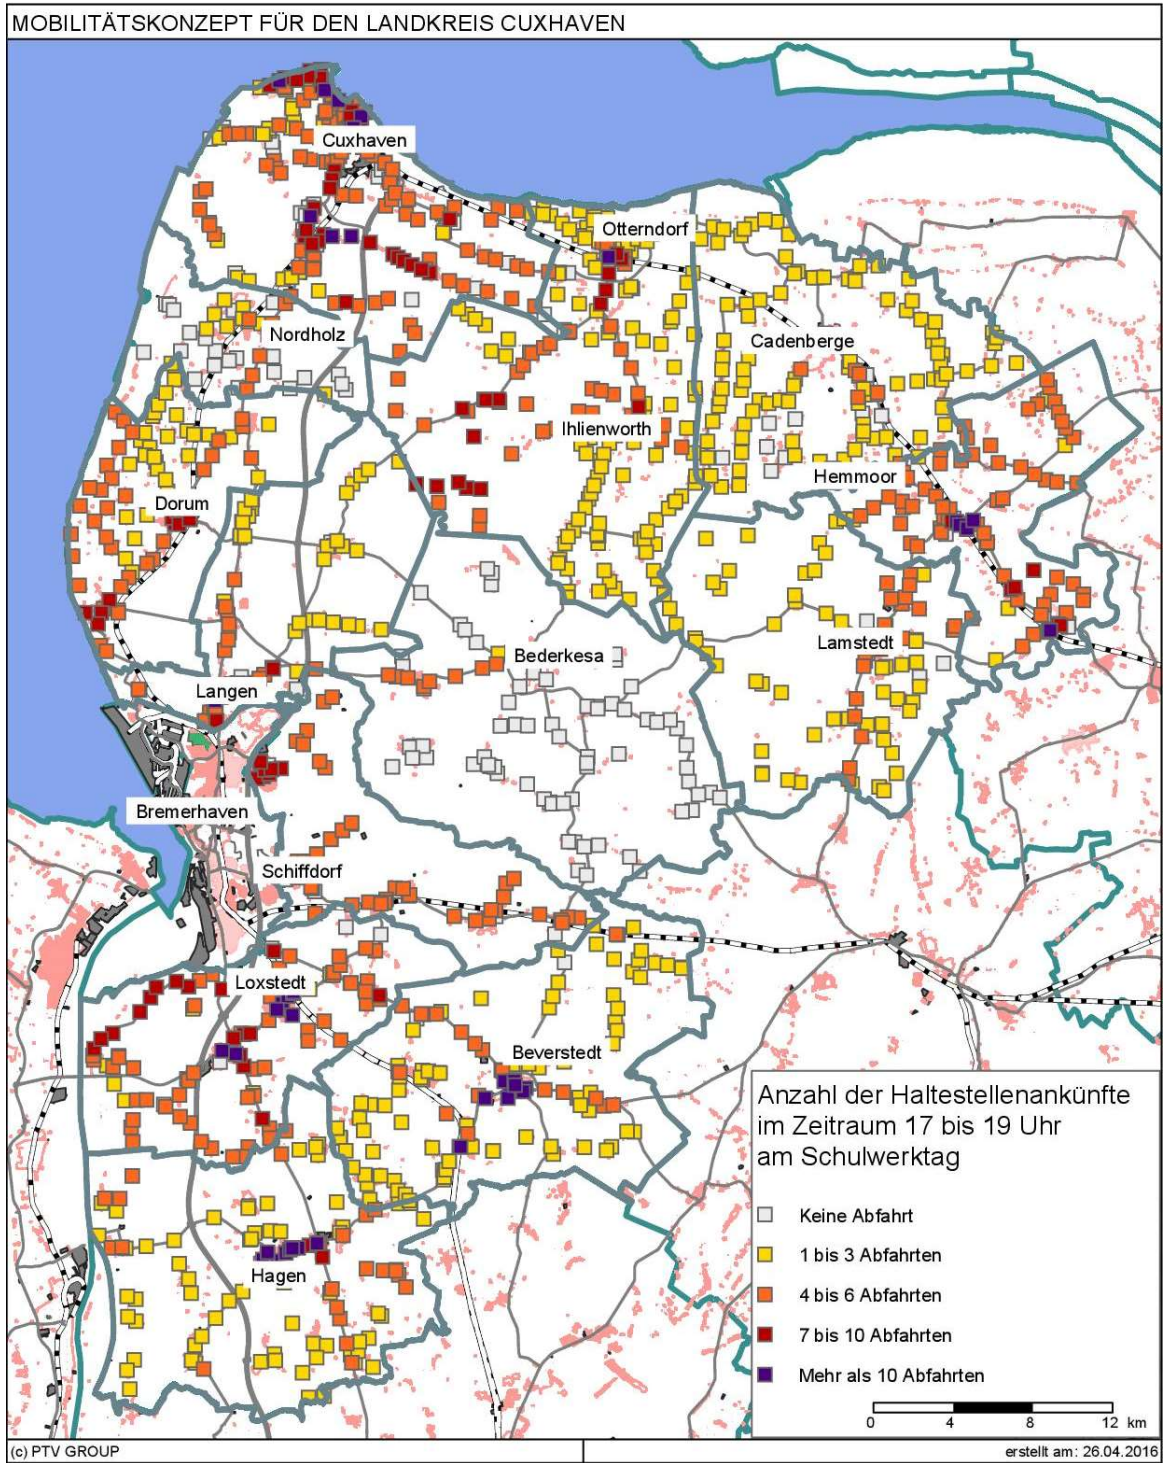 MOBILITÄTSKONZEPT FÜR DEN LANDKREIS CUXHAVEN
Cuxhaven
Otterndorf
Nordholz
Cadenberge
Ihlienworth
Hemmoor
Dorum
Lamstedt
Bederkesa
Langen
Bremerhaven
Schiffdorf
Loxstedt
Beverstedt
Hagen
Anzahl der Haltestellenankünfte
im Zeitraum 17 bis 19 Uhr
am Schulwerktag
Keine Abfahrt
1 bis 3 Abfahrten
4 bis 6 Abfahrten
7 bis 10 Abfahrten
Mehr als 10 Abfahrten
0 4 8 12 km
(c) PTV GROUP
erstellt am: 26.04.2016